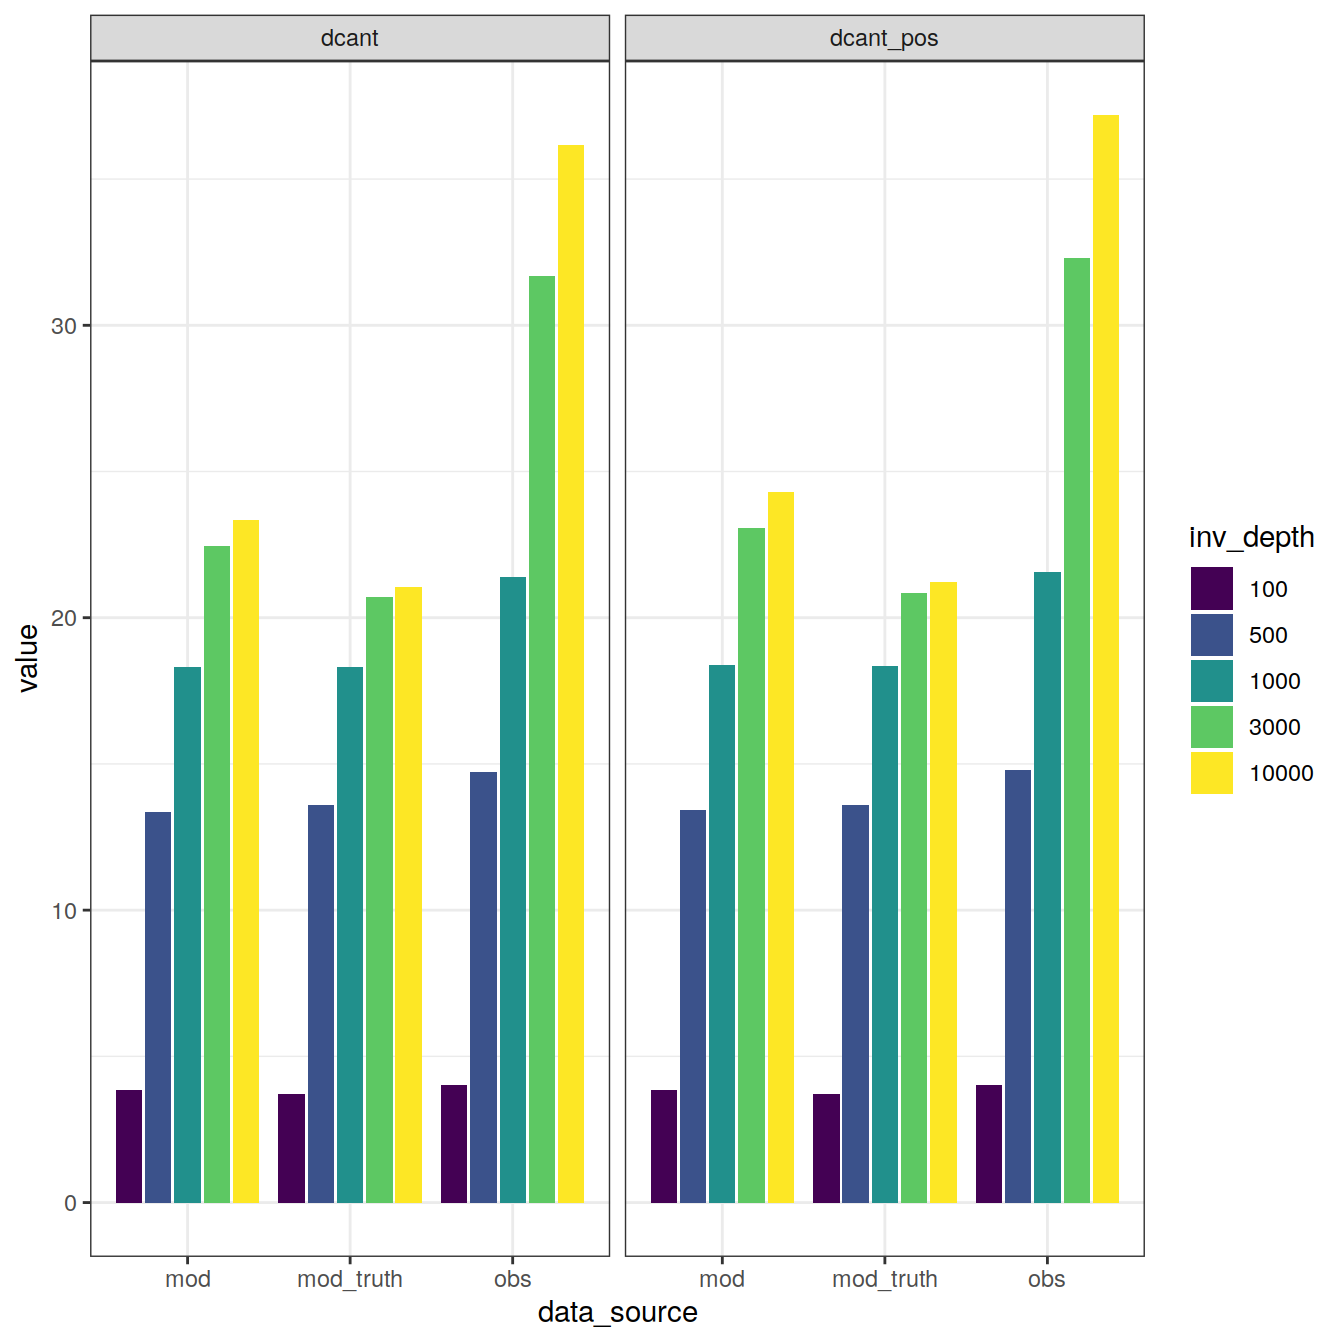 dcant
dcant_pos
value
30
20
10
0
mod
mod_truth
obs
mod
mod_truth
obs
data_source
inv_depth
100
500
1000
3000
10000